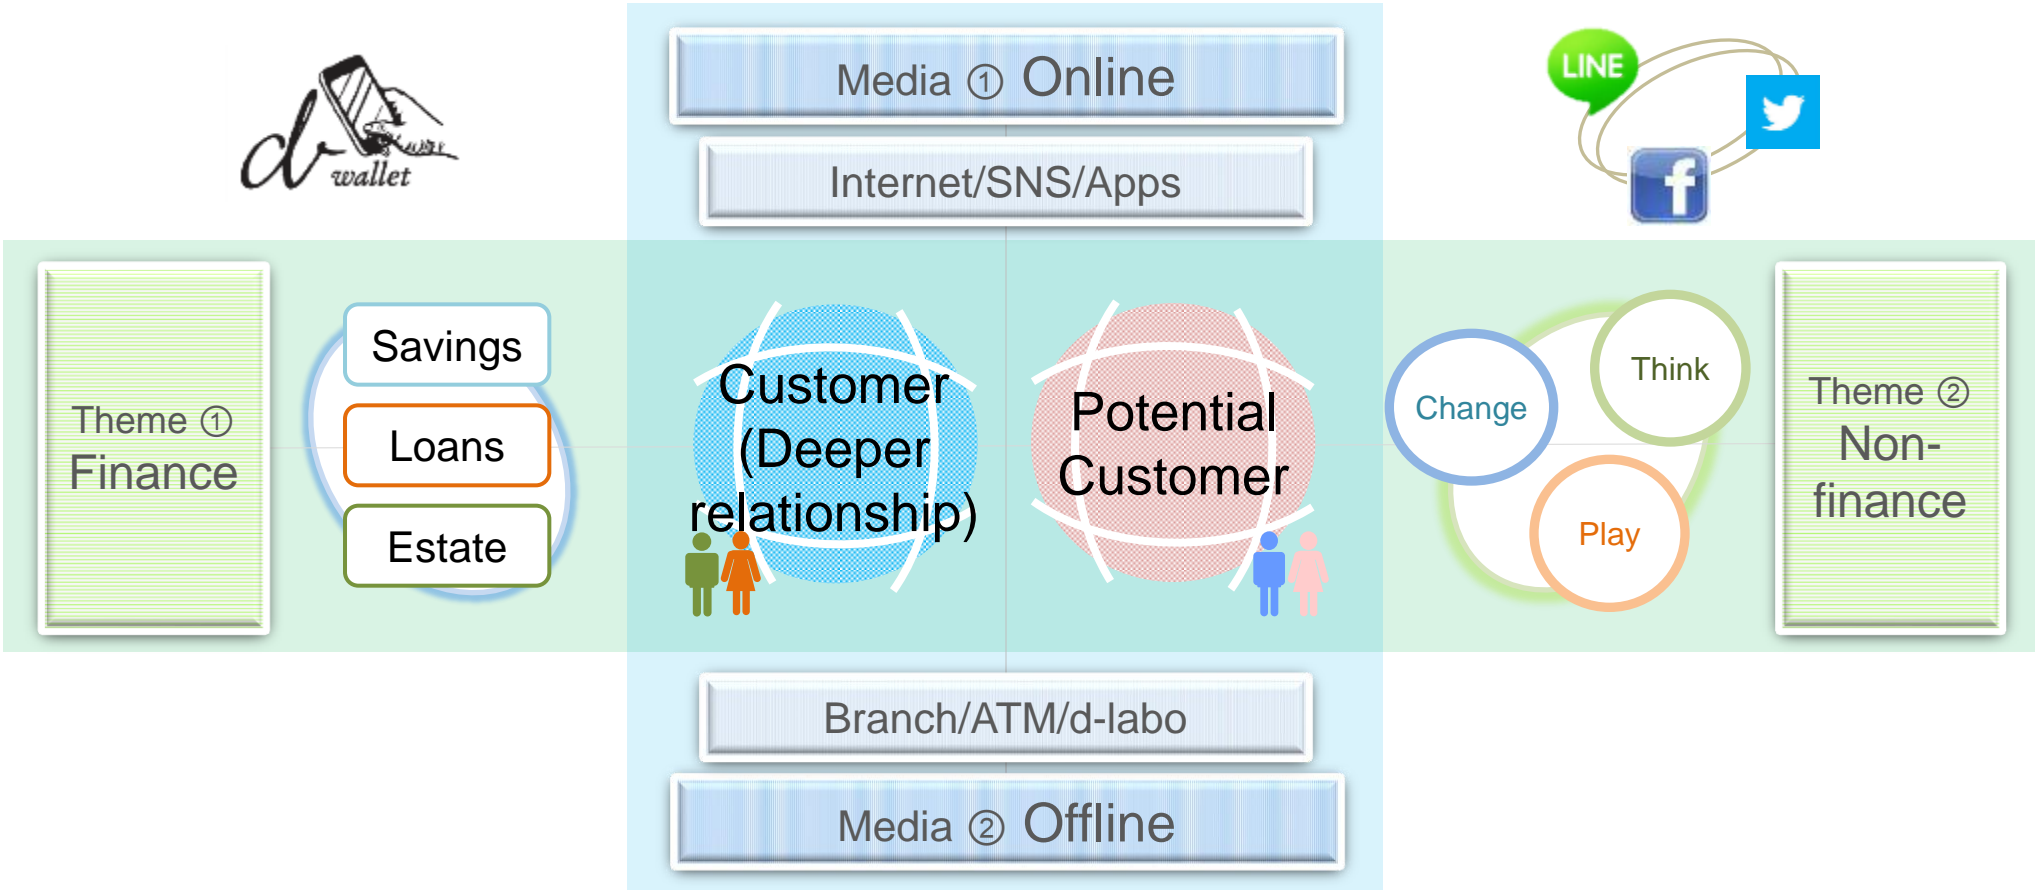 Media ① Online
Internet/SNS/Apps
d
wallet
LINE
f
Theme ①
Finance
Savings
Loans
Estate
Customer
(Deeper
relationship)
Potential
Customer
Change
Think
Play
Theme ②
Non-
finance
Branch/ATM/d-labo
Media ② Offline